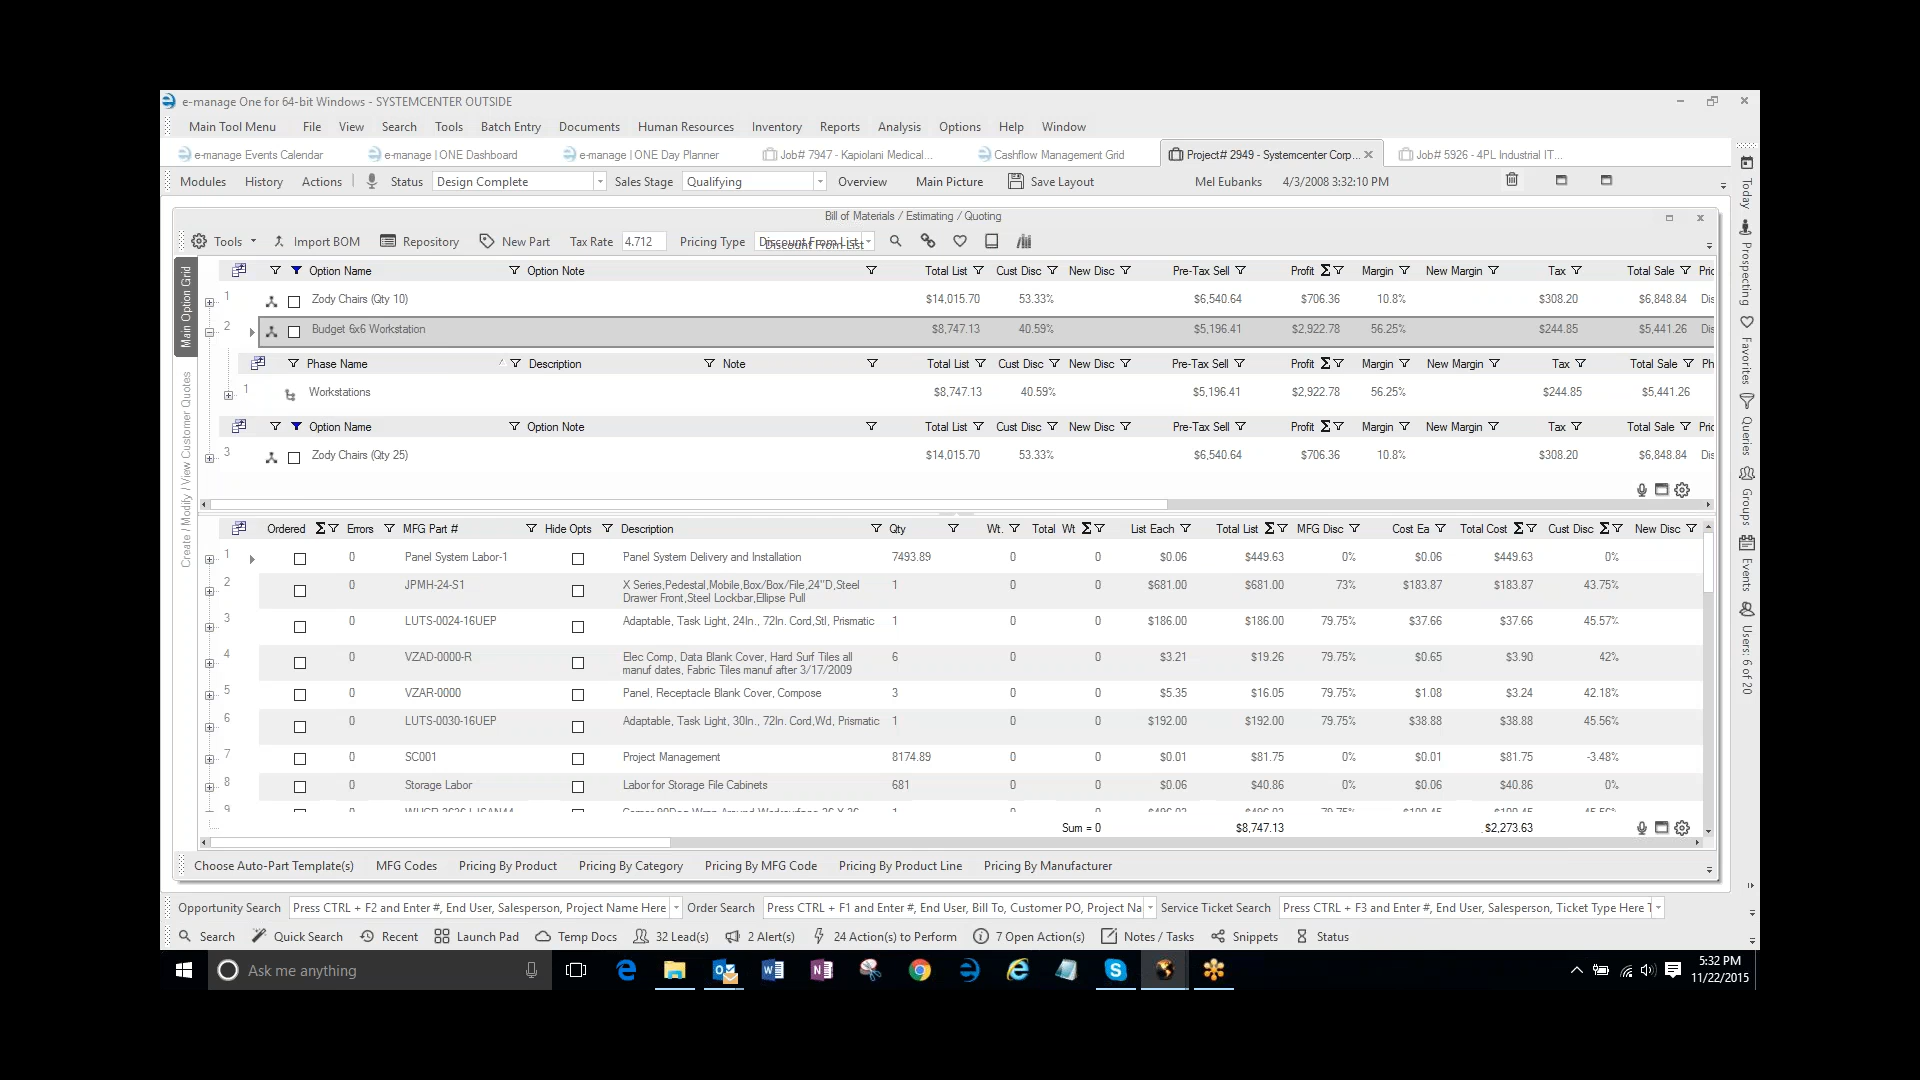 e-manage One for 64-bit Windows - SYSTEMCENTER OUTSIDE
Main Tool Menu File View Search Tools Batch Entry Documents Human Resources Inventory Reports Analysis Options Help Window
e-manage Events Calendar e-manage | ONE Dashboard e-manage | ONE Day Planner Job# 7947 - Kapiolani Medical... Cashflow Management Grid Project# 2949 - Systemcenter Corp... Job# 5926 - 4PL Industrial IT...
Modules History Actions Status Design Complete Sales Stage Qualifying Overview Main Picture Save Layout Mel Eubanks 4/3/2008 3:32:10 PM
Bill of Materials / Estimating / Quoting
Tools Import BOM Repository New Part Tax Rate 4.712 Pricing Type Discount From List
Option Name Option Note Total List Cust Disc New Disc Pre-Tax Sell Profit Σ Margin New Margin Tax Total Sale Pric
1 Zody Chairs (Qty 10) $14,015.70 53.33% $6,540.64 $706.36 10.8% $308.20 $6,848.84 Dis
2 Budget 6x6 Workstation $8,747.13 40.59% $5,196.41 $2,922.78 56.25% $244.85 $5,441.26 Dis
Phase Name Description Note Total List Cust Disc New Disc Pre-Tax Sell Profit Σ Margin New Margin Tax Total Sale Ph
1 Workstations $8,747.13 40.59% $5,196.41 $2,922.78 56.25% $244.85 $5,441.26
Option Name Option Note Total List Cust Disc New Disc Pre-Tax Sell Profit Σ Margin New Margin Tax Total Sale Pric
3 Zody Chairs (Qty 25) $14,015.70 53.33% $6,540.64 $706.36 10.8% $308.20 $6,848.84 Dis
Main Option Grid
Create / Modify / View Customer Quotes
Ordered Σ Errors MFG Part # Hide Opts Description Qty Wt. Total Wt Σ List Each Total List Σ MFG Disc Cost Ea Total Cost Σ Cust Disc Σ New Disc
1 0 Panel System Labor-1 Panel System Delivery and Installation 7493.89 0 0 $0.06 $449.63 0% $0.06 $449.63 0%
2 0 JPMH-24-S1 X Series,Pedestal,Mobile,Box/Box/File,24"D,Steel 1 0 0 $681.00 $681.00 73% $183.87 $183.87 43.75%
Drawer Front,Steel Lockbar,Ellipse Pull
3 0 LUTS-0024-16UEP Adaptable, Task Light, 24In., 72In. Cord,Stl, Prismatic 1 0 0 $186.00 $186.00 79.75% $37.66 $37.66 45.57%
4 0 VZAD-0000-R Elec Comp, Data Blank Cover, Hard Surf Tiles all 6 0 0 $3.21 $19.26 79.75% $0.65 $3.90 42%
manuf dates, Fabric Tiles manuf after 3/17/2009
5 0 VZAR-0000 Panel, Receptacle Blank Cover, Compose 3 0 0 $5.35 $16.05 79.75% $1.08 $3.24 42.18%
6 0 LUTS-0030-16UEP Adaptable, Task Light, 30In., 72In. Cord,Wd, Prismatic 1 0 0 $192.00 $192.00 79.75% $38.88 $38.88 45.56%
7 0 SC001 Project Management 8174.89 0 0 $0.01 $81.75 0% $0.01 $81.75 -3.48%
8 0 Storage Labor Labor for Storage File Cabinets 681 0 0 $0.06 $40.86 0% $0.06 $40.86 0%
9
Sum = 0 $8,747.13 $2,273.63
Choose Auto-Part Template(s) MFG Codes Pricing By Product Pricing By Category Pricing By MFG Code Pricing By Product Line Pricing By Manufacturer
Today
Prospecting
Favorites
Queries
Groups
Events
Users: 6 of 20
Opportunity Search Press CTRL + F2 and Enter #, End User, Salesperson, Project Name Here Order Search Press CTRL + F1 and Enter #, End User, Bill To, Customer PO, Project Na Service Ticket Search Press CTRL + F3 and Enter #, End User, Salesperson, Ticket Type Here
Search Quick Search Recent Launch Pad Temp Docs 32 Lead(s) 2 Alert(s) 24 Action(s) to Perform 7 Open Action(s) Notes / Tasks Snippets Status
Ask me anything
5:32 PM
11/22/2015